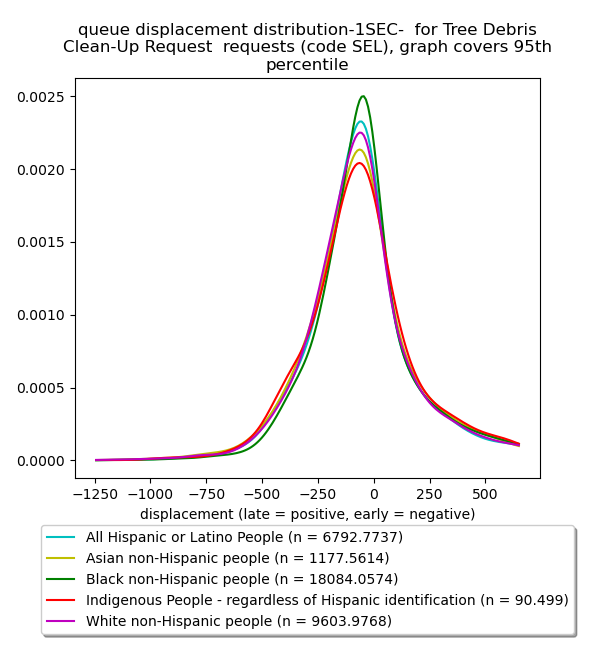 queue displacement distribution-1SEC-  for Tree Debris
Clean-Up Request  requests (code SEL), graph covers 95th
percentile
0.0025
0.0020
0.0015
0.0010
0.0005
0.0000
−1250 −1000 −750 −500 −250 0 250 500
displacement (late = positive, early = negative)
All Hispanic or Latino People (n = 6792.7737)
Asian non-Hispanic people (n = 1177.5614)
Black non-Hispanic people (n = 18084.0574)
Indigenous People - regardless of Hispanic identification (n = 90.499)
White non-Hispanic people (n = 9603.9768)